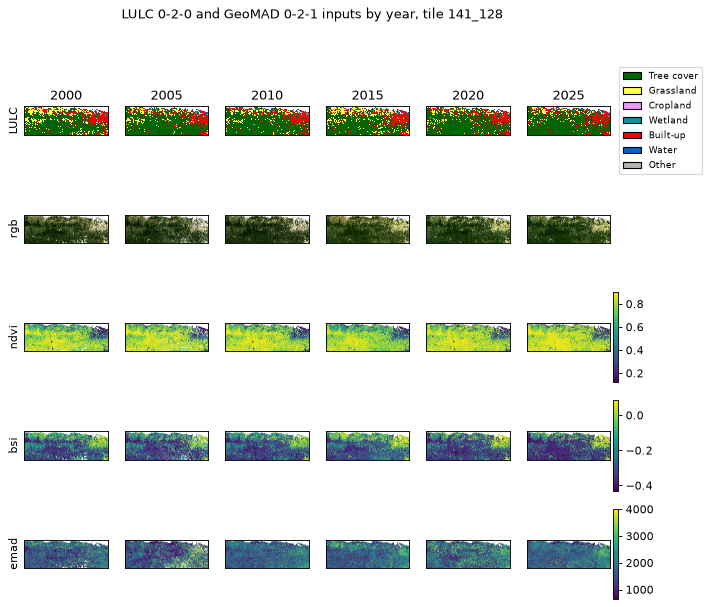 LULC 0-2-0 and GeoMAD 0-2-1 inputs by year, tile 141_128
2000 2005 2010 2015 2020 2025
LULC
Tree cover
Grassland
Cropland
Wetland
Built-up
Water
Other
rgb
ndvi
0.8
0.6
0.4
0.2
bsi
0.0
−0.2
−0.4
emad
4000
3000
2000
1000